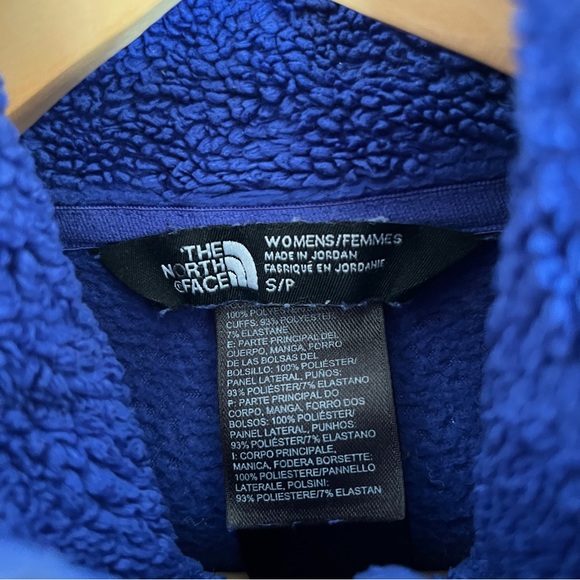 THE
NORTH
FACE
WOMENS/FEMMES
MADE IN JORDAN
FABRIQUÉ EN JORDANIE
S/P
100% POLYESTER
CUFFS: 93% POLYESTER/
7% ELASTANE
E: PARTE PRINCIPAL DEL
CUERPO, MANGA, FORRO
DE LAS BOLSAS DEL
BOLSILLO: 100% POLIÉSTER/
PANEL LATERAL, PUÑOS:
93% POLIÉSTER/7% ELASTANO
P: PARTE PRINCIPAL DO
CORPO, MANGA, FORRO DOS
BOLSOS: 100% POLIÉSTER/
PAINEL LATERAL, PUNHOS:
93% POLIÉSTER/7% ELASTANO
I: CORPO PRINCIPALE,
MANICA, FODERA BORSETTE:
100% POLIESTERE/PANNELLO
LATERALE, POLSINI:
93% POLIESTERE/7% ELASTAN